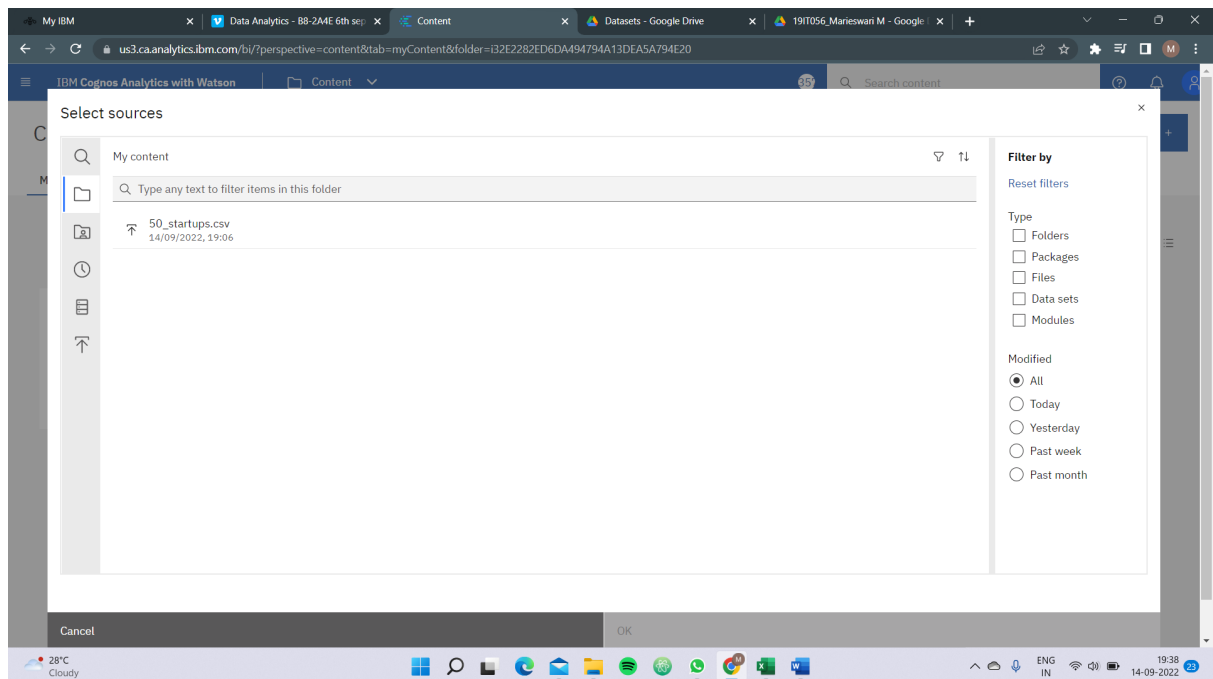 My IBM
Data Analytics - B8-2A4E 6th sep
Content
Datasets - Google Drive
19IT056_Marieswari M - Google
us3.ca.analytics.ibm.com/bi/?perspective=content&tab=myContent&folder=i32E2282ED6DA494794A13DEA5A794E20
M
IBM Cognos Analytics with Watson
Content
Search content
Select sources
My content
Type any text to filter items in this folder
50_startups.csv
14/09/2022, 19:06
Filter by
Reset filters
Type
Folders
Packages
Files
Data sets
Modules
Modified
All
Today
Yesterday
Past week
Past month
Cancel
OK
28°C
Cloudy
ENG
IN
19:38
14-09-2022
23